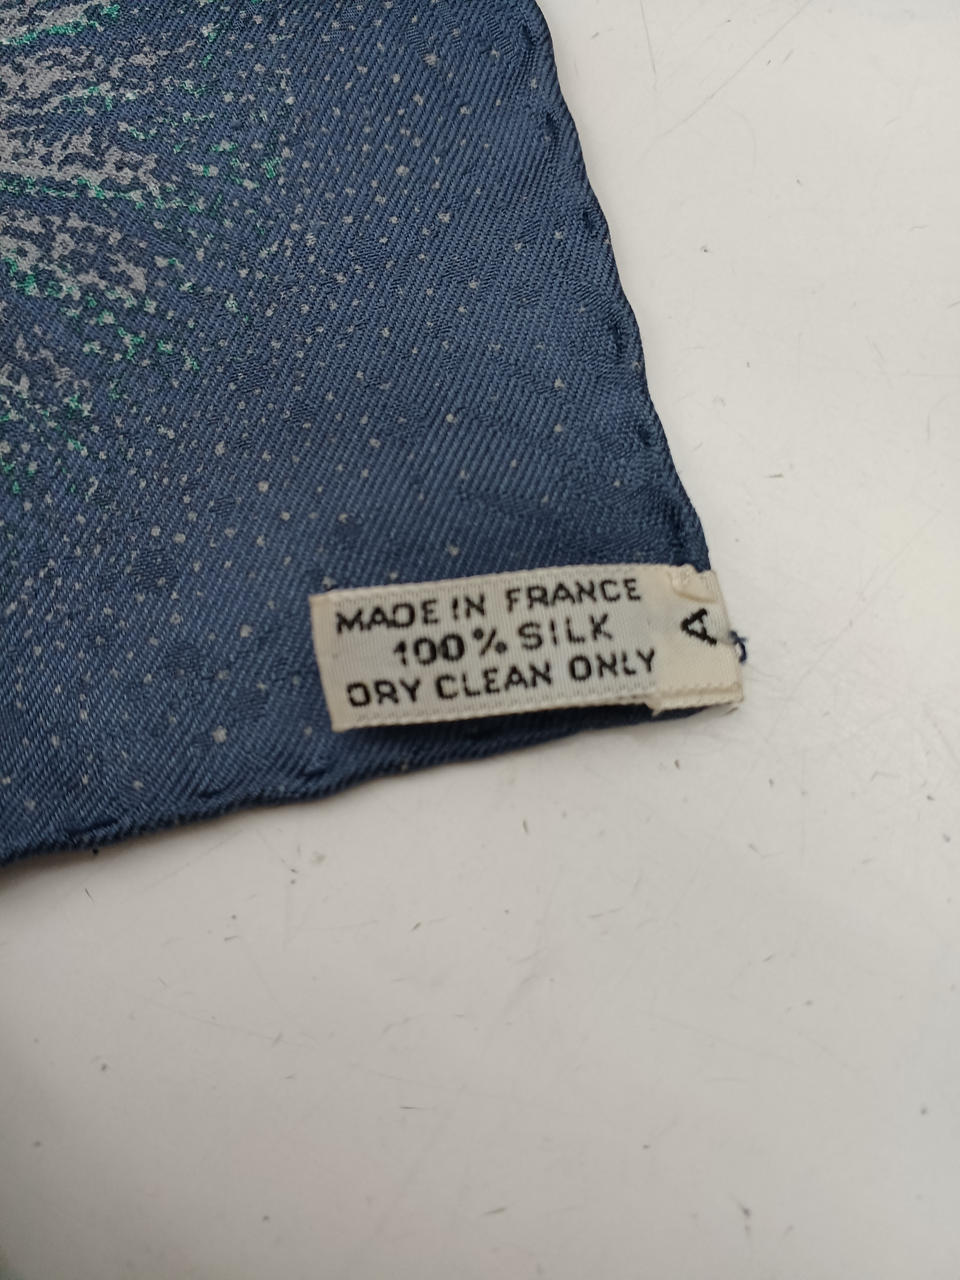 MADE IN FRANCE
100% SILK
DRY CLEAN ONLY
A